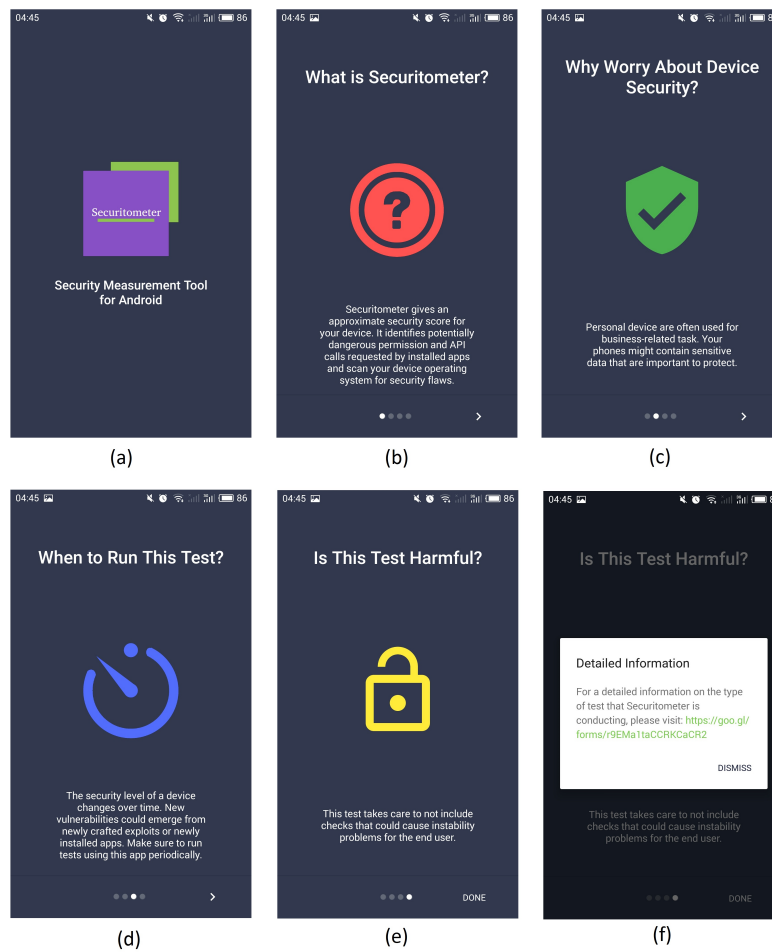 04:45 86
Securitometer
Security Measurement Tool
for Android
(a)
04:45 86
What is Securitometer?
?
Securitometer gives an
approximate security score for
your device. It identifies potentially
dangerous permission and API
calls requested by installed apps
and scan your device operating
system for security flaws.
(b)
04:45 8
Why Worry About Device
Security?
Personal device are often used for
business-related task. Your
phones might contain sensitive
data that are important to protect.
(c)
04:45 86
When to Run This Test?
The security level of a device
changes over time. New
vulnerabilities could emerge from
newly crafted exploits or newly
installed apps. Make sure to run
tests using this app periodically.
(d)
04:45 86
Is This Test Harmful?
This test takes care to not include
checks that could cause instability
problems for the end user.
DONE
(e)
04:45 8
Is This Test Harmful?
Detailed Information
For a detailed information on the type
of test that Securitometer is
conducting, please visit: https://goo.gl/
forms/r9EMa1taCCRKCaCR2
DISMISS
This test takes care to not include
checks that could cause instability
problems for the end user.
DONE
(f)